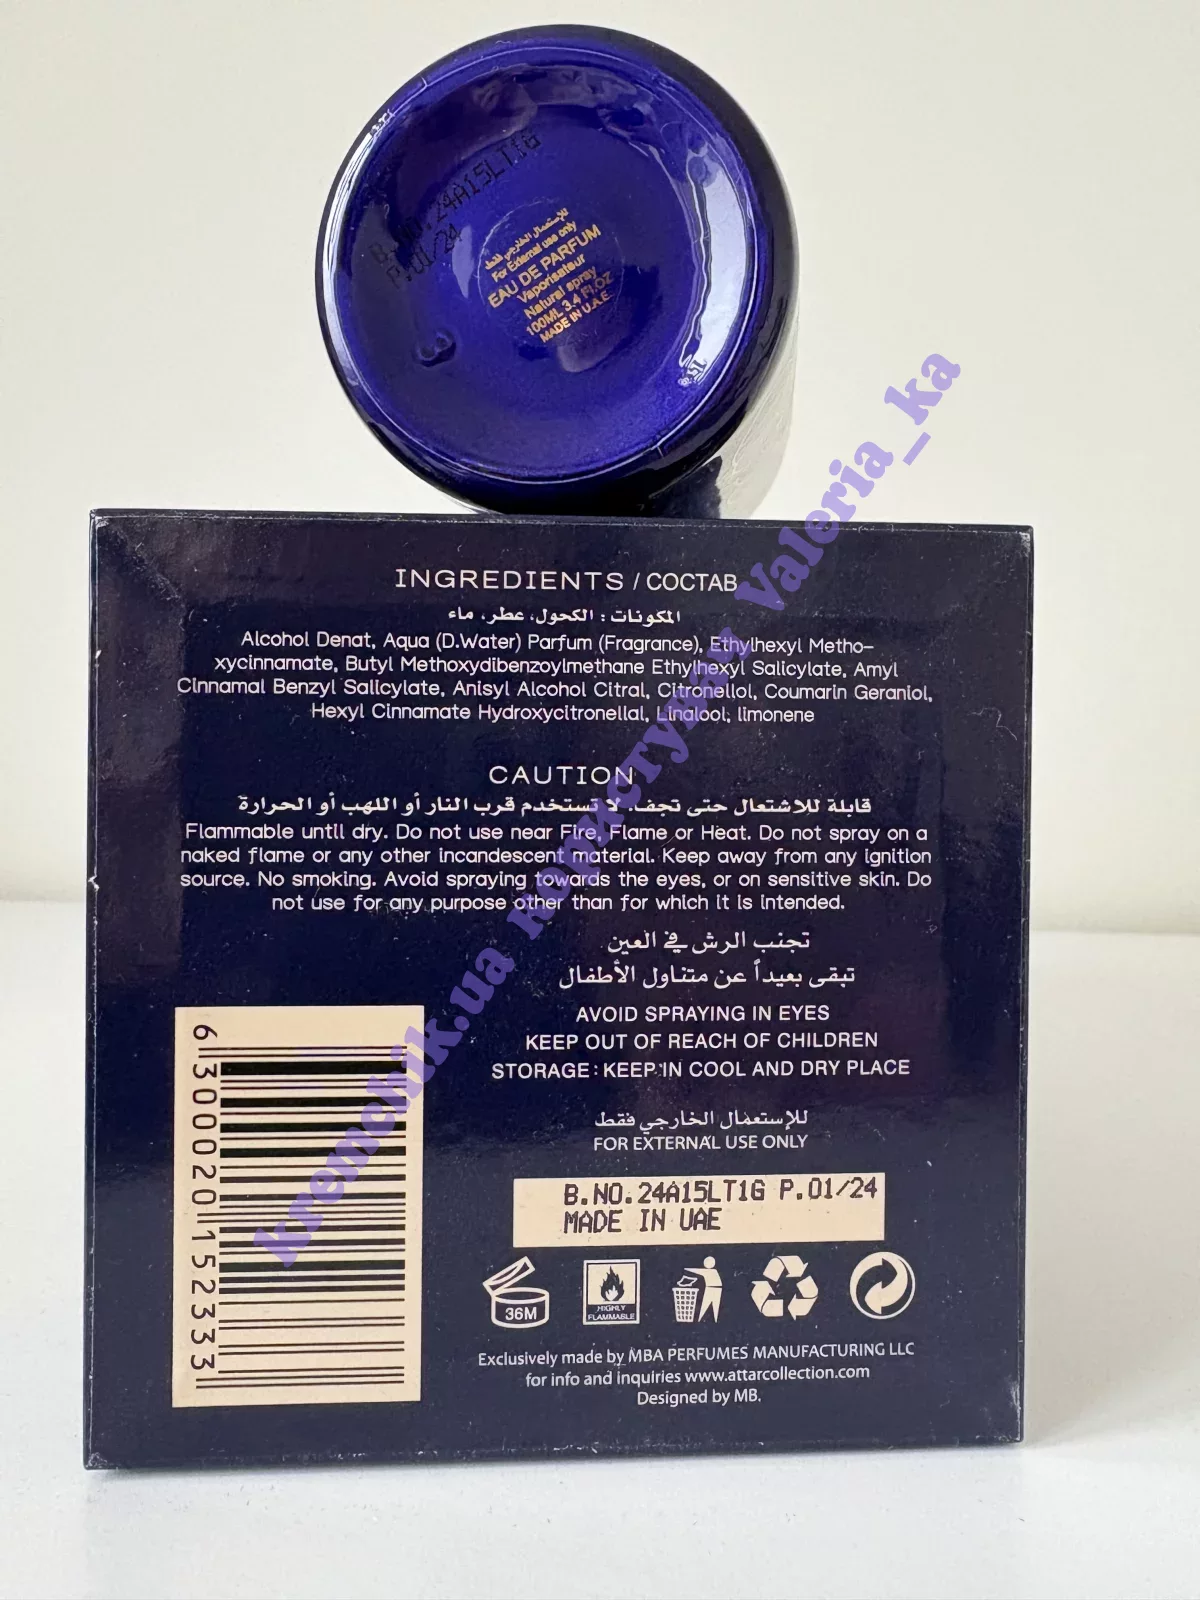 B.NO.24A15LT1G
P.01/24
للإستعمال الخارجي فقط
For External use only
EAU DE PARFUM
Vaporisateur
Natural spray
100ML 3.4 Fl.OZ
MADE IN U.A.E
INGREDIENTS / СОСТАВ
المكونات : الكحول، عطر، ماء
Alcohol Denat, Aqua (D.Water) Parfum (Fragrance), Ethylhexyl Metho-
xycinnamate, Butyl Methoxydibenzoylmethane Ethylhexyl Salicylate, Amyl
Cinnamal Benzyl Salicylate, Anisyl Alcohol Citral, Citronellol, Coumarin Geraniol,
Hexyl Cinnamate Hydroxycitronellal, Linalool, limonene
CAUTION
قابلة للاشتعال حتى تجف. لا تستخدم قرب النار أو اللهب أو الحرارة
Flammable until dry. Do not use near Fire, Flame or Heat. Do not spray on a
naked flame or any other incandescent material. Keep away from any ignition
source. No smoking. Avoid spraying towards the eyes, or on sensitive skin. Do
not use for any purpose other than for which it is intended.
تجنب الرش في العين
تبقى بعيداً عن متناول الأطفال
AVOID SPRAYING IN EYES
KEEP OUT OF REACH OF CHILDREN
STORAGE: KEEP IN COOL AND DRY PLACE
للإستعمال الخارجي فقط
FOR EXTERNAL USE ONLY
B.NO.24A15LT1G P.01/24
MADE IN UAE
36M
HIGHLY
FLAMMABLE
Exclusively made by MBA PERFUMES MANUFACTURING LLC
for info and inquiries www.attarcollection.com
Designed by MB.
6300020152333
kremchik.ua користувач Valeria_ka